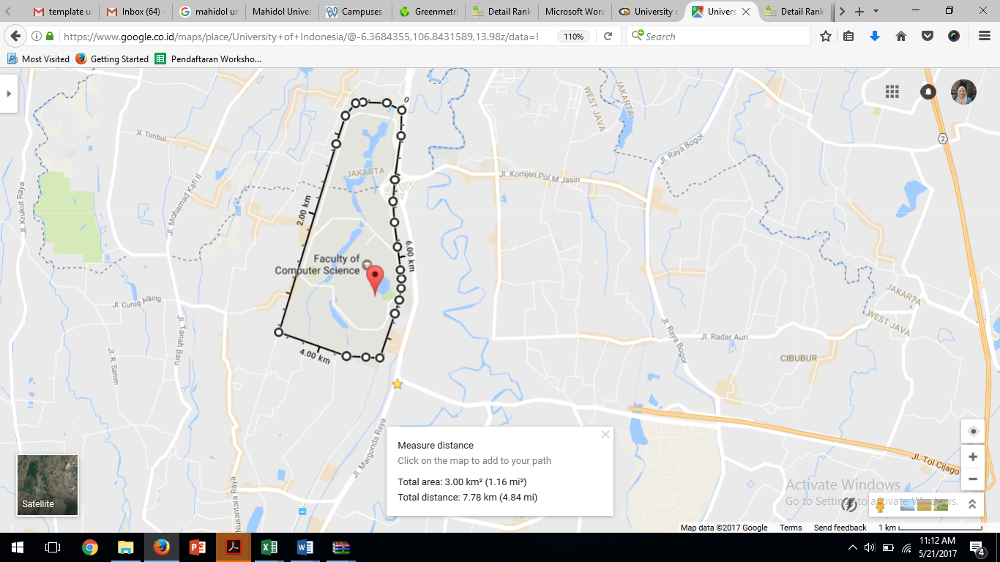 template u
Inbox (64) -
mahidol un
Mahidol Univer
Campuses
Greenmetri
Detail Rank
Microsoft Word
University o
Univers
Detail Rank
https://www.google.co.id/maps/place/University+of+Indonesia/@-6.3684355,106.8431589,13.98z/data=!
110%
Search
Most Visited
Getting Started
Pendaftaran Worksho...
0
WEST JAVA
JAKARTA
Jl. Timbul
2
Jl. Raya Bogor
JAKARTA
Jl. Komjen Pol.M.Jasin
Jl. Krukut Raya
Jl. Mohamad Kafi II
2.00 km
6.00 km
Faculty of
Computer Science
JAKARTA
WEST JAVA
Jl. Curug Agung
Jl. Tanah Baru
Jl. R. Sanim
4.00 km
Jl. Raya Bogor
Jl. Radar Auri
CIBUBUR
Jl. Margonda Raya
Nusantara Raya
Jl. Tol Cijago
Measure distance
Click on the map to add to your path
Total area: 3.00 km² (1.16 mi²)
Total distance: 7.78 km (4.84 mi)
Satellite
Activate Windows
Go to Settings to activate Windows.
Map data ©2017 Google
Terms
Send feedback
1 km
11:12 AM
5/21/2017
4